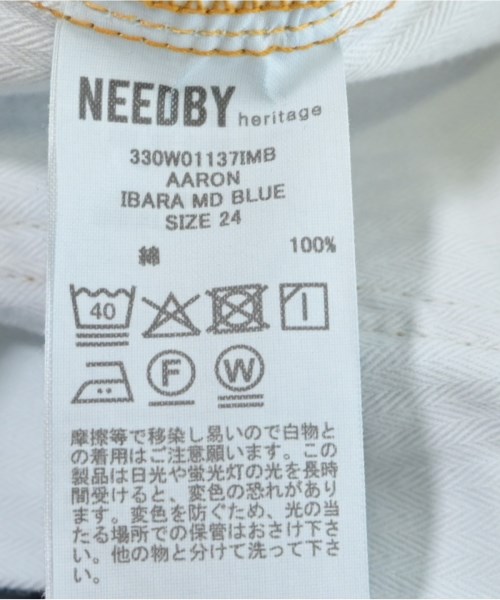 NEEDBY heritage
330W01137IMB
AARON
IBARA MD BLUE
SIZE 24
綿 100%
40
F W
摩擦等で移染し易いので白物と
の着用はご注意願います。この
製品は日光や蛍光灯の光を長時
間受けると、変色の恐れがあり
ます。変色を防ぐため、光の当
たる場所での保管はおさけ下さ
い。他の物と分けて洗って下さ
い。